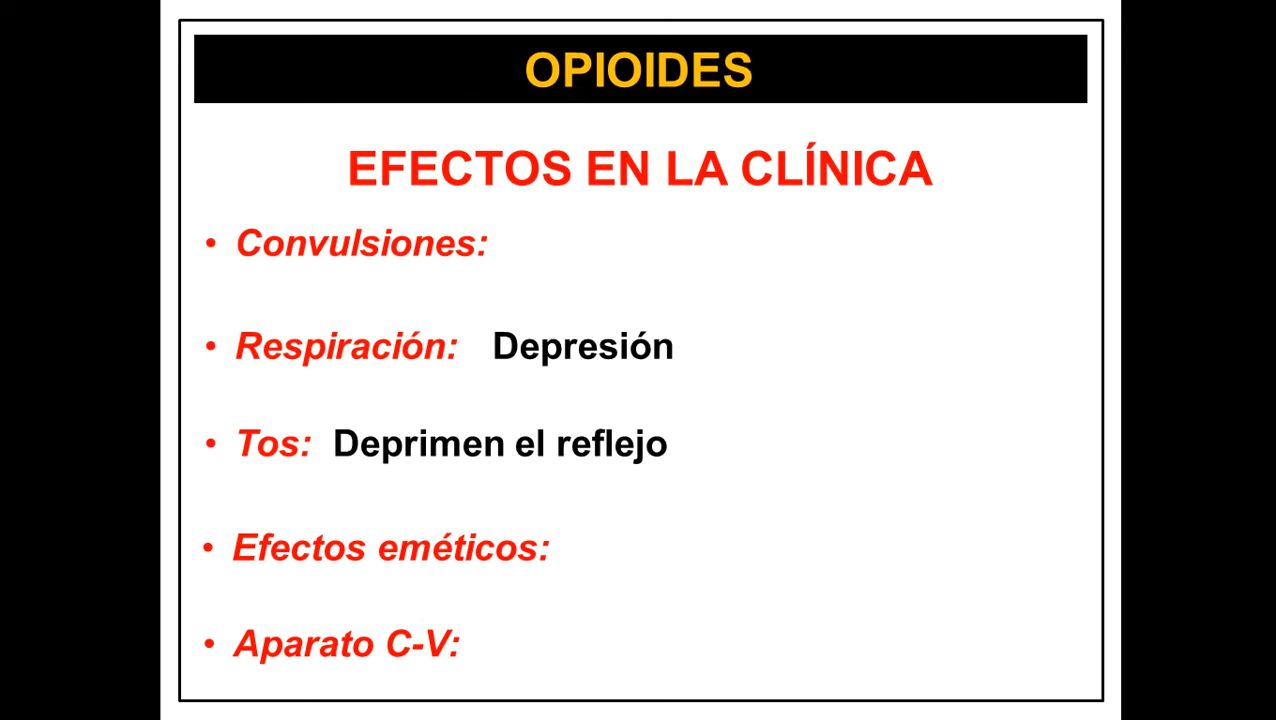 OPIOIDES
EFECTOS EN LA CLÍNICA
• Convulsiones:
• Respiración: Depresión
• Tos: Deprimen el reflejo
• Efectos eméticos:
• Aparato C-V: